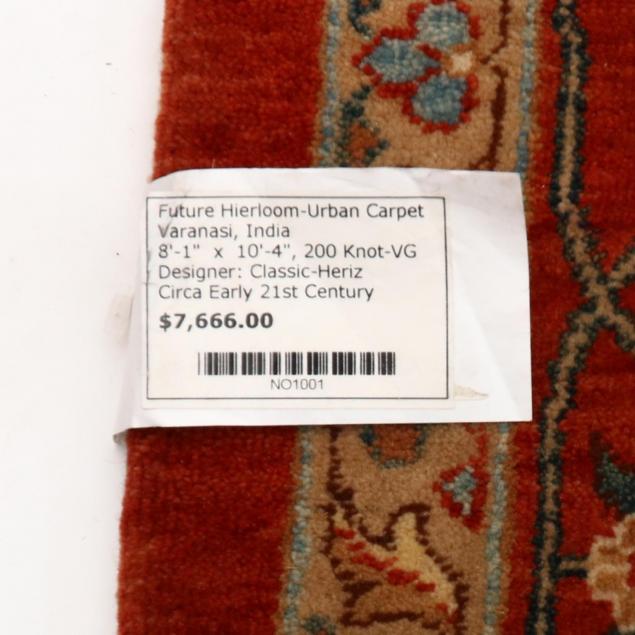 Future Hierloom-Urban Carpet
Varanasi, India
8'-1" x 10'-4", 200 Knot-VG
Designer: Classic-Heriz
Circa Early 21st Century
$7,666.00
NO1001